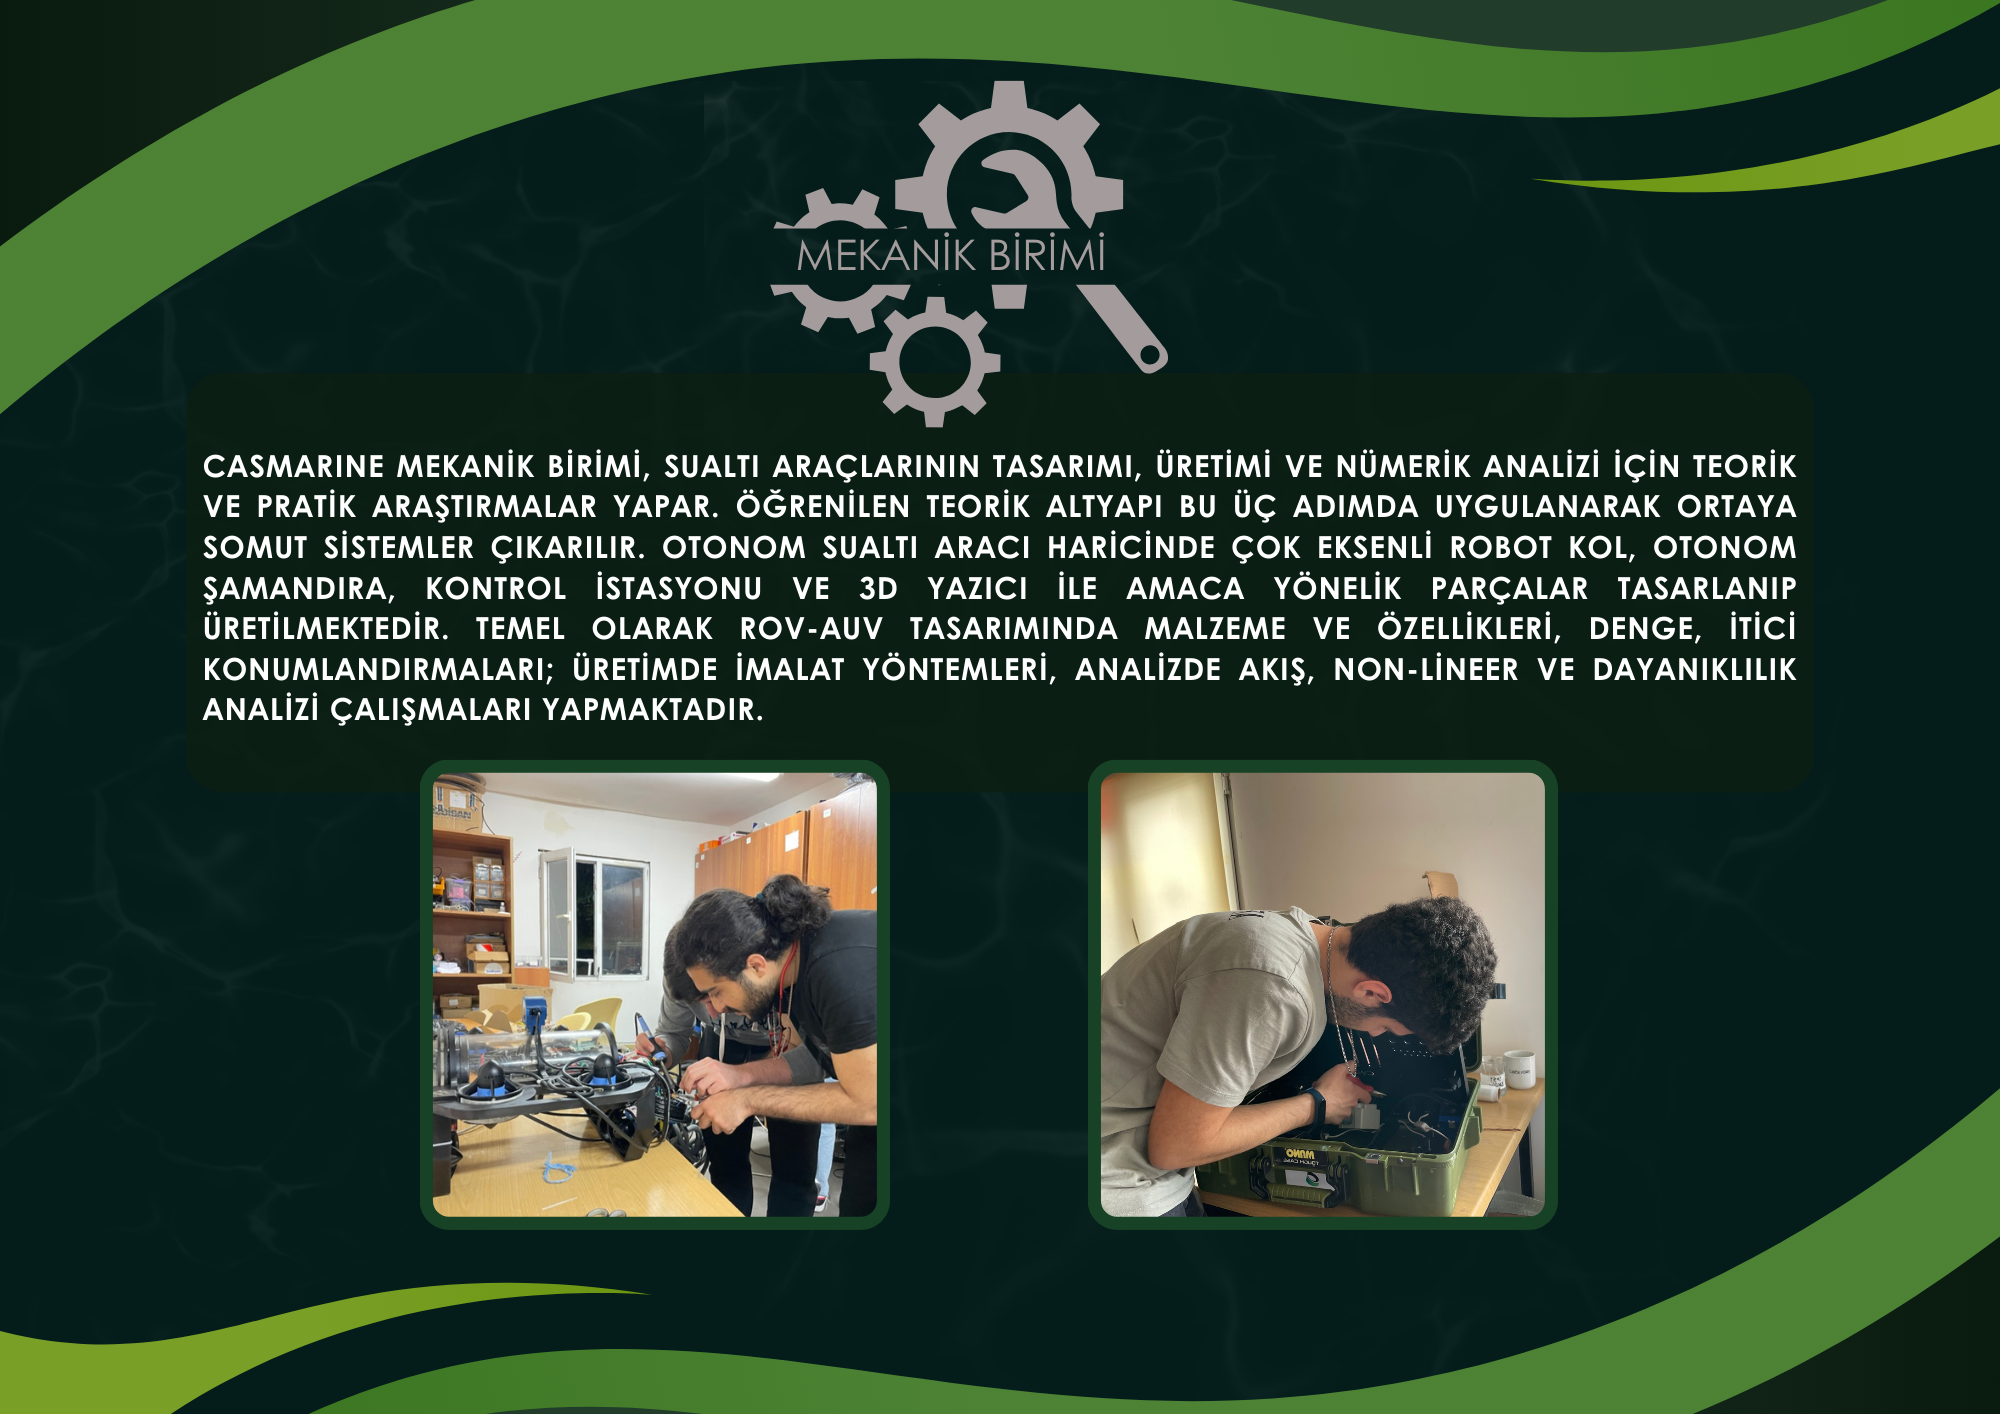 MEKANİK BİRİMİ
CASMARINE MEKANİK BİRİMİ, SUALTI ARAÇLARININ TASARIMI, ÜRETİMİ VE NÜMERİK ANALİZİ İÇİN TEORİK
VE PRATİK ARAŞTIRMALAR YAPAR. ÖĞRENİLEN TEORİK ALTYAPI BU ÜÇ ADIMDA UYGULANARAK ORTAYA
SOMUT SİSTEMLER ÇIKARILIR. OTONOM SUALTI ARACI HARİCİNDE ÇOK EKSENLİ ROBOT KOL, OTONOM
ŞAMANDIRA, KONTROL İSTASYONU VE 3D YAZICI İLE AMACA YÖNELİK PARÇALAR TASARLANIP
ÜRETİLMEKTEDİR. TEMEL OLARAK ROV-AUV TASARIMINDA MALZEME VE ÖZELLİKLERİ, DENGE, İTİCİ
KONUMLANDIRMALARI; ÜRETİMDE İMALAT YÖNTEMLERİ, ANALİZDE AKIŞ, NON-LİNEER VE DAYANIKLILIK
ANALİZİ ÇALIŞMALARI YAPMAKTADIR.
MANO
TOUGH CASE